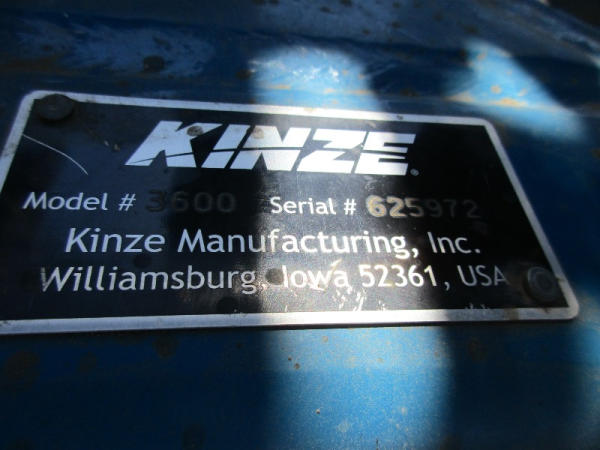 KINZE
Model # 3600 Serial # 625972
Kinze Manufacturing, Inc.
Williamsburg, Iowa 52361, USA